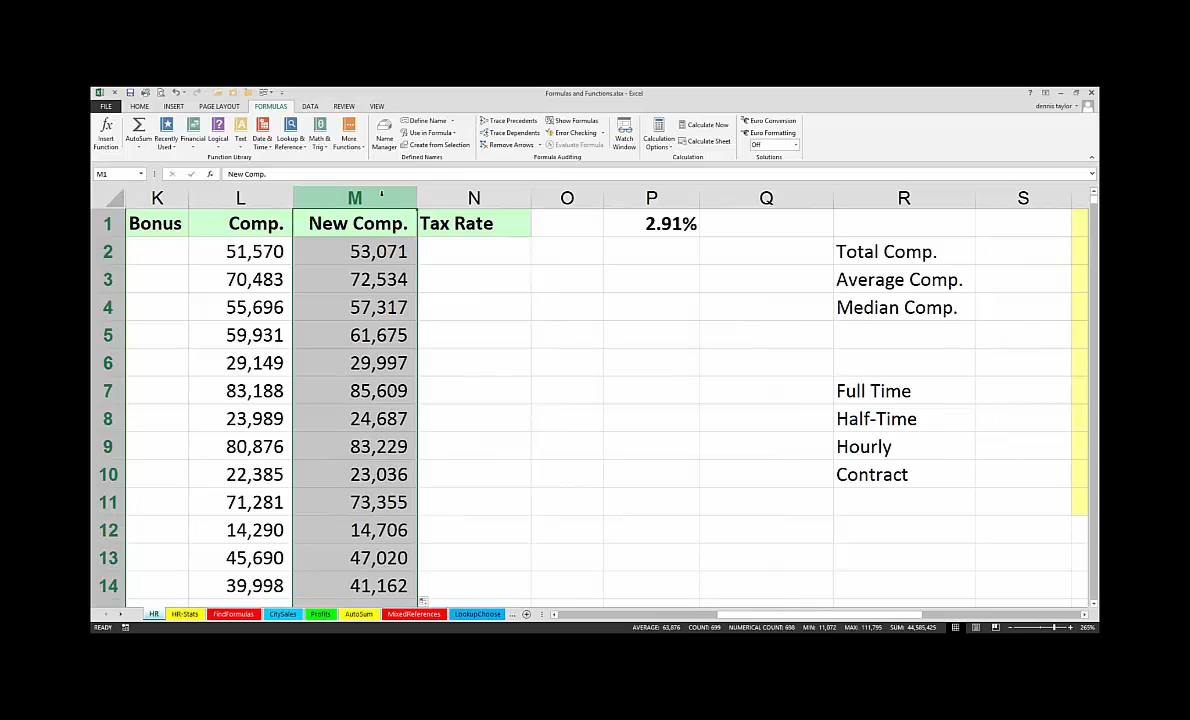 Formulas and Functions.xlsx - Excel
FILE HOME INSERT PAGE LAYOUT FORMULAS DATA REVIEW VIEW dennis taylor
Insert Function AutoSum Recently Used Financial Logical Text Date & Time Lookup & Reference Math & Trig More Functions
Function Library
Name Manager Define Name Use in Formula Create from Selection
Defined Names
Trace Precedents Trace Dependents Remove Arrows Show Formulas Error Checking Evaluate Formula Watch Window
Formula Auditing
Calculation Options Calculate Now Calculate Sheet
Calculation
Euro Conversion Euro Formatting Off
Solutions
M1 fx New Comp.
K L M N O P Q R S
1 Bonus Comp. New Comp. Tax Rate 2.91%
2 51,570 53,071 Total Comp.
3 70,483 72,534 Average Comp.
4 55,696 57,317 Median Comp.
5 59,931 61,675
6 29,149 29,997
7 83,188 85,609 Full Time
8 23,989 24,687 Half-Time
9 80,876 83,229 Hourly
10 22,385 23,036 Contract
11 71,281 73,355
12 14,290 14,706
13 45,690 47,020
14 39,998 41,162
HR HR-Stats FindFormulas CitySales Profits AutoSum MixedReferences LookupChoose ...
READY AVERAGE: 63,876 COUNT: 699 NUMERICAL COUNT: 698 MIN: 11,072 MAX: 111,795 SUM: 44,585,425 265%